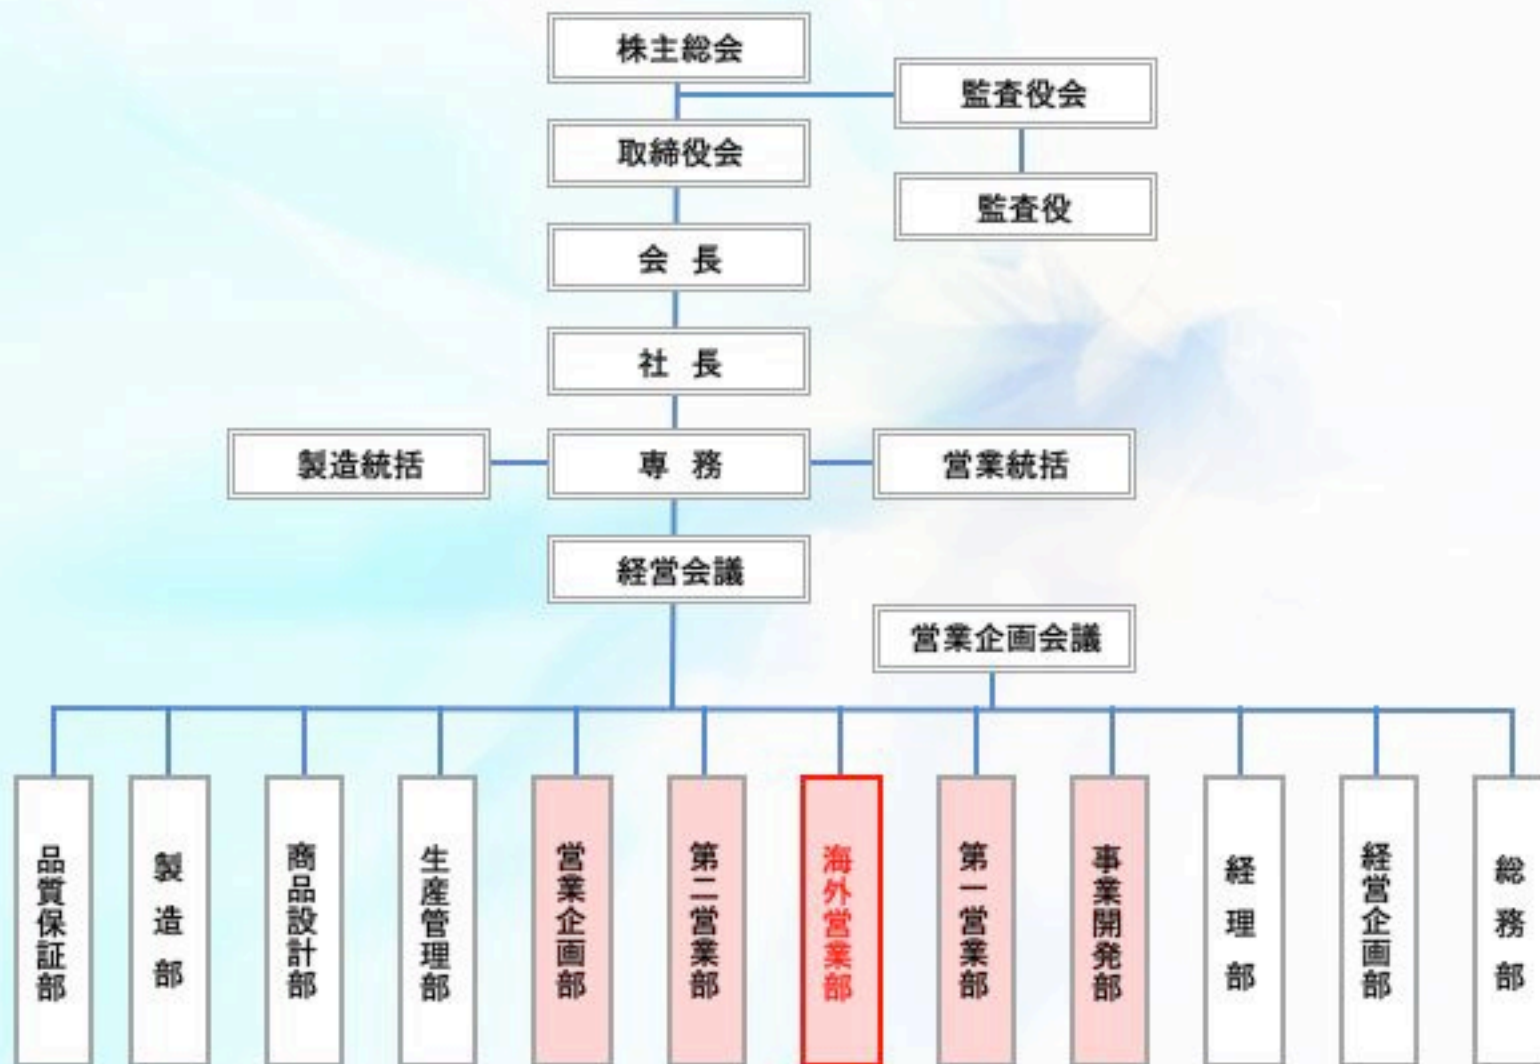 株主総会
監査役会
取締役会
監査役
会 長
社 長
製造統括
専 務
営業統括
経営会議
営業企画会議
品質保証部
製造部
商品設計部
生産管理部
営業企画部
第二営業部
海外営業部
第一営業部
事業開発部
経理部
経営企画部
総務部